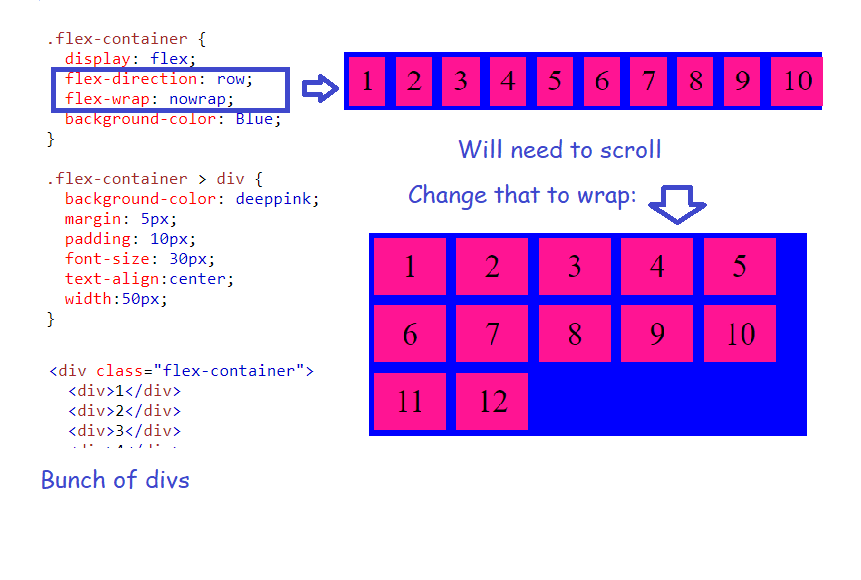 .flex-container {
display: flex;
flex-direction: row;
flex-wrap: nowrap;
background-color: Blue;
}
.flex-container > div {
background-color: deeppink;
margin: 5px;
padding: 10px;
font-size: 30px;
text-align:center;
width:50px;
}
<div class="flex-container">
<div>1</div>
<div>2</div>
<div>3</div>
Bunch of divs
1 2 3 4 5 6 7 8 9 10
Will need to scroll
Change that to wrap:
1 2 3 4 5
6 7 8 9 10
11 12